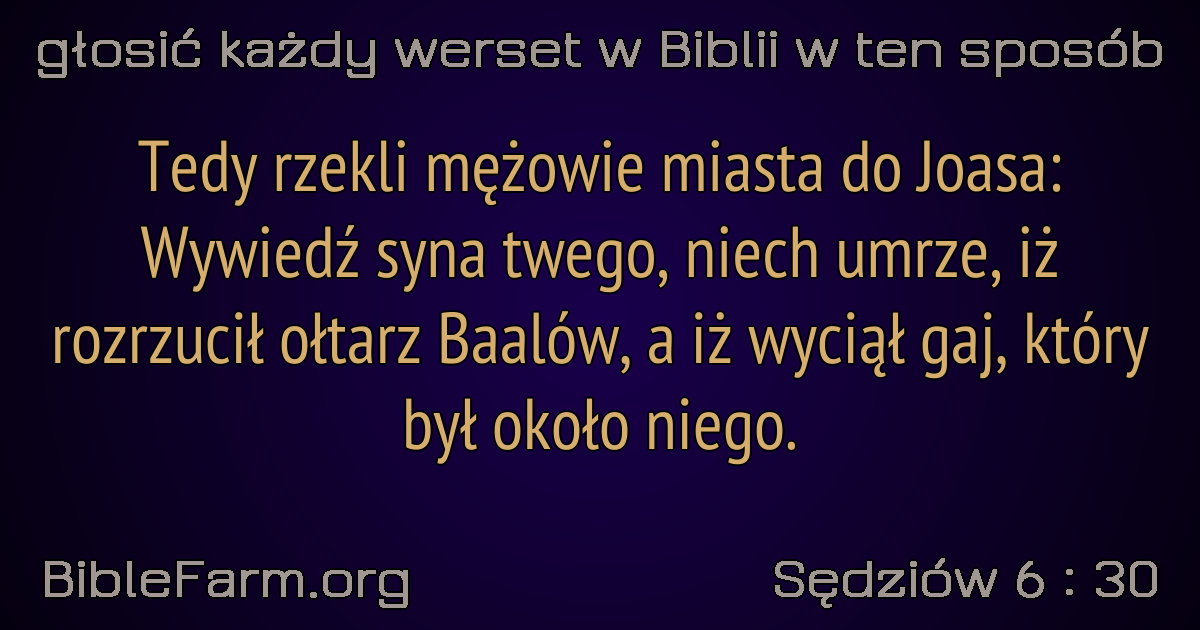 głosić każdy werset w Biblii w ten sposób
Tedy rzekli mężowie miasta do Joasa:
Wywiedź syna twego, niech umrze, iż
rozrzucił ołtarz Baalów, a iż wyciął gaj, który
był około niego.
BibleFarm.org
Sędziów 6 : 30